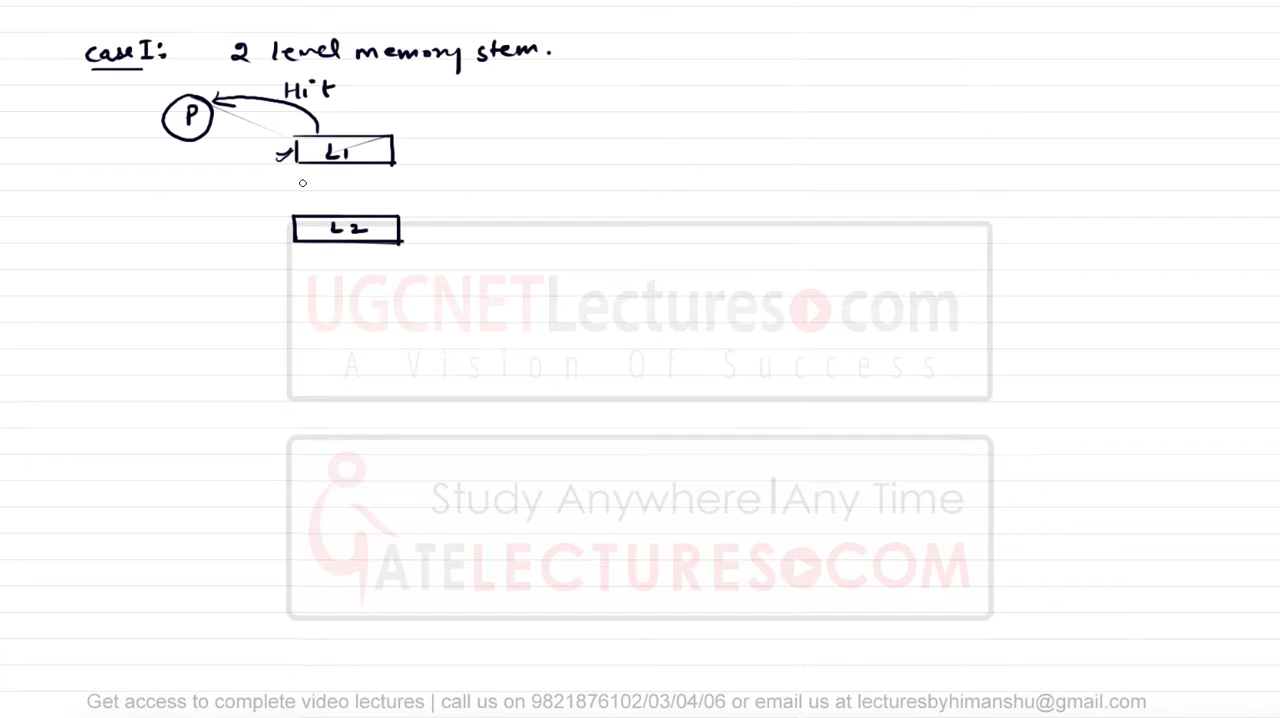 case I: 2 level memory stem.
Hit
P
L1
L2
UGCNETLectures.com
A Vision Of Success
Study Anywhere|Any Time
GATELECTURES.COM
Get access to complete video lectures | call us on 9821876102/03/04/06 or email us at lecturesbyhimanshu@gmail.com